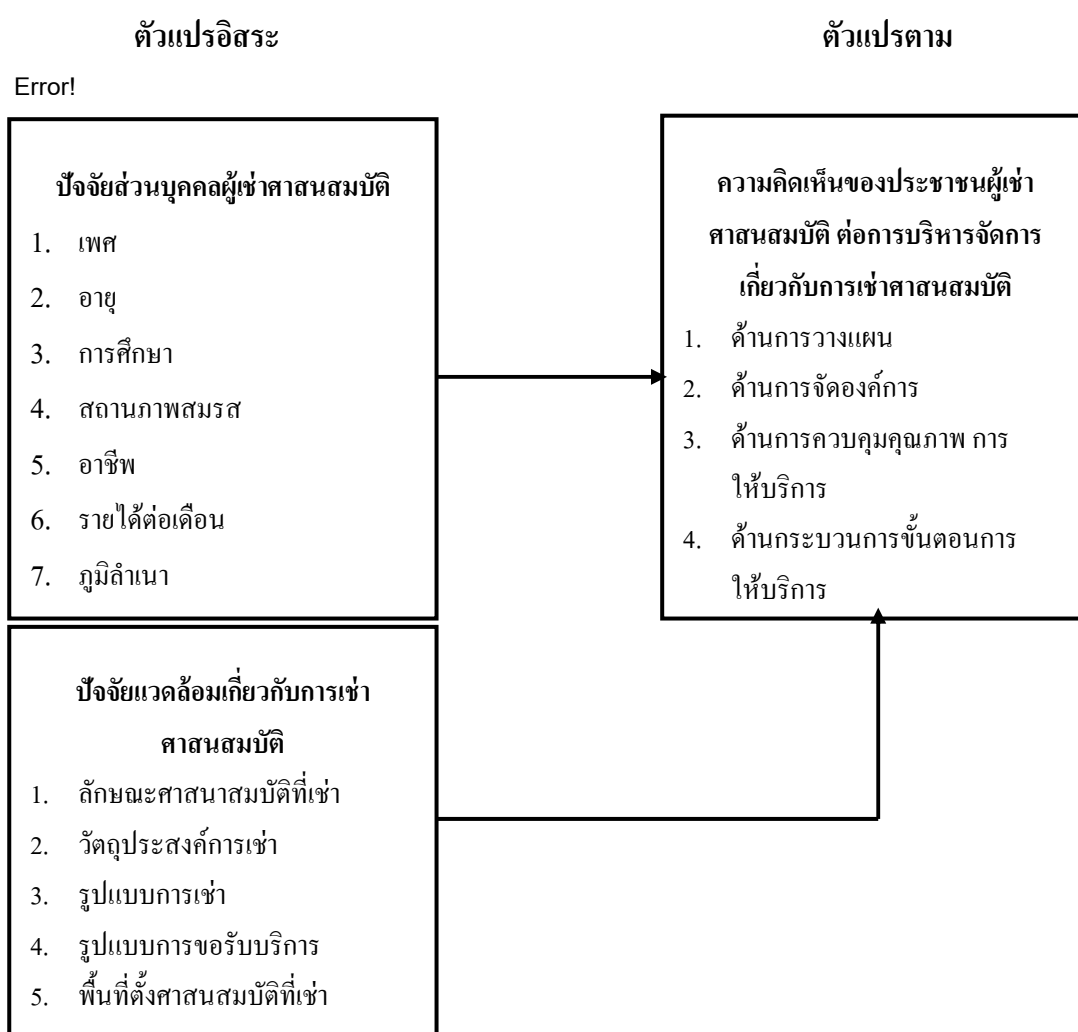 ตัวแปรอิสระ
ตัวแปรตาม
Error!
ปัจจัยส่วนบุคคลผู้เช่าศาสนสมบัติ
1. เพศ
2. อายุ
3. การศึกษา
4. สถานภาพสมรส
5. อาชีพ
6. รายได้ต่อเดือน
7. ภูมิลำเนา
ความคิดเห็นของประชาชนผู้เช่า
ศาสนสมบัติ ต่อการบริหารจัดการ
เกี่ยวกับการเช่าศาสนสมบัติ
1. ด้านการวางแผน
2. ด้านการจัดองค์การ
3. ด้านการควบคุมคุณภาพ การ
ให้บริการ
4. ด้านกระบวนการขั้นตอนการ
ให้บริการ
ปัจจัยแวดล้อมเกี่ยวกับการเช่า
ศาสนสมบัติ
1. ลักษณะศาสนาสมบัติที่เช่า
2. วัตถุประสงค์การเช่า
3. รูปแบบการเช่า
4. รูปแบบการขอรับบริการ
5. พื้นที่ตั้งศาสนสมบัติที่เช่า